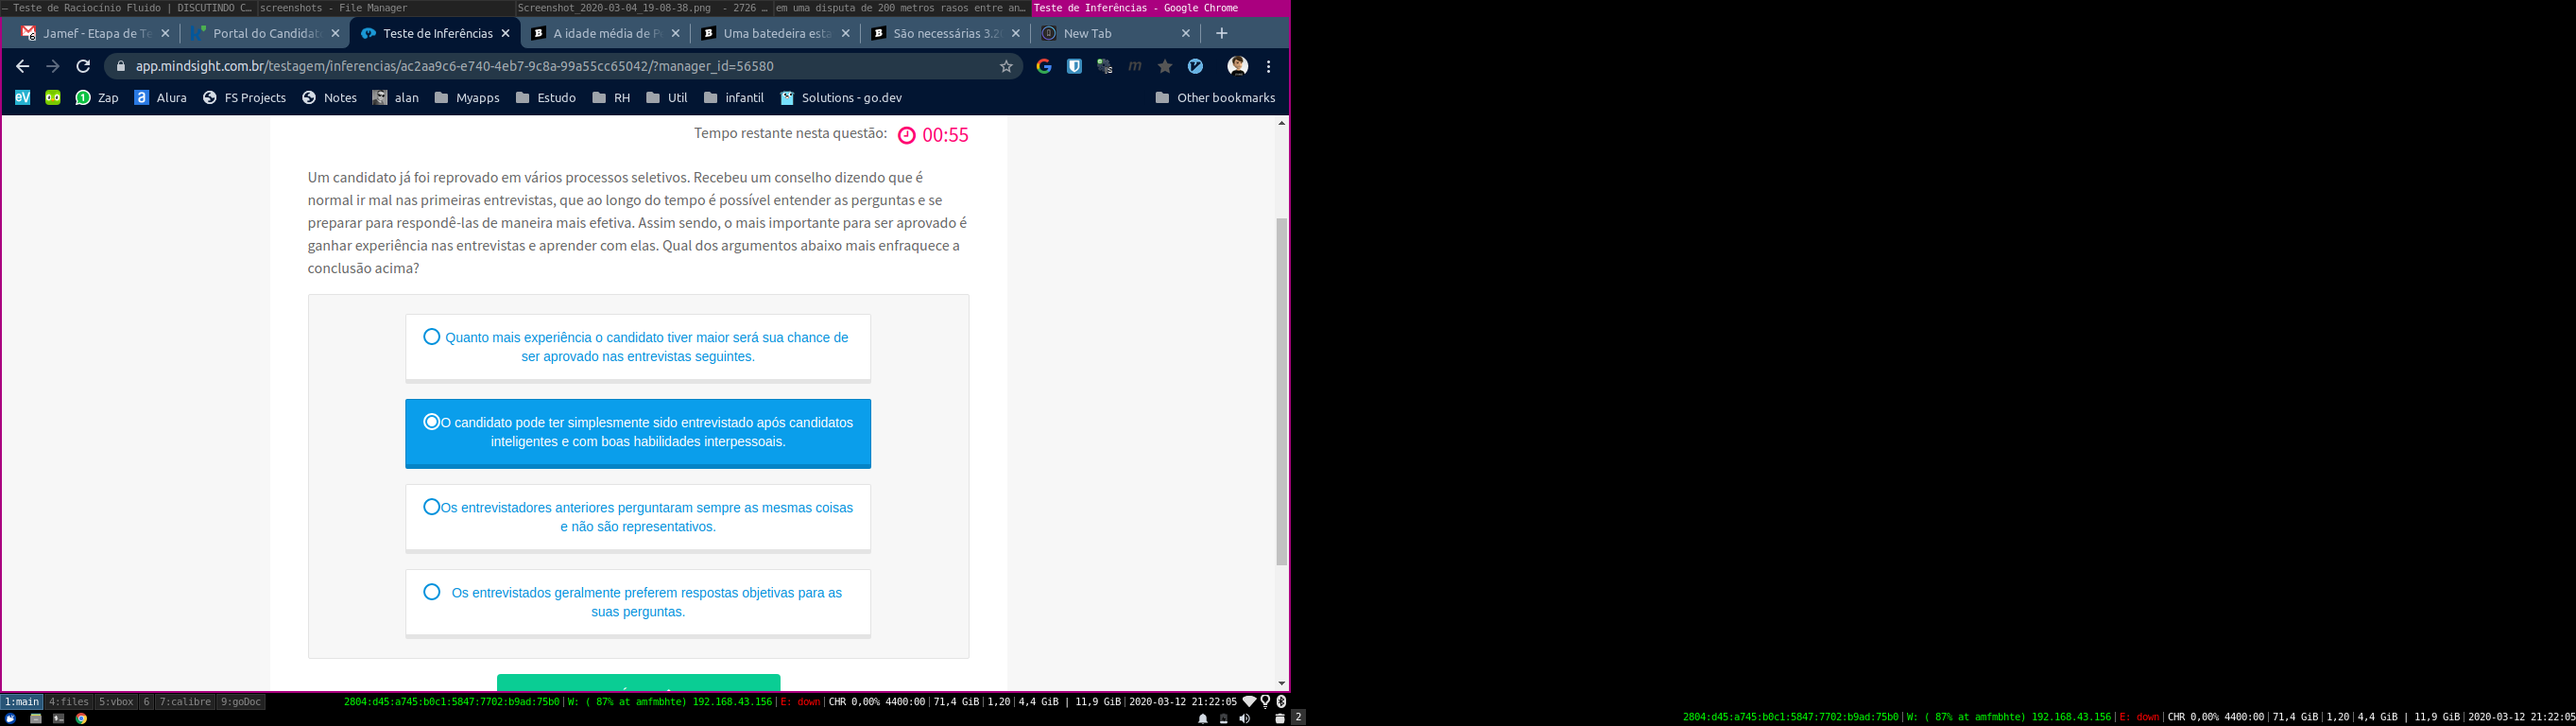 — Teste de Raciocínio Fluido | DISCUTINDO C…
screenshots - File Manager
Screenshot_2020-03-04_19-08-38.png - 2726 …
em uma disputa de 200 metros rasos entre an…
Teste de Inferências - Google Chrome
Jamef - Etapa de Te
Portal do Candidat
Teste de Inferências
A idade média de P
Uma batedeira esta
São necessárias 3.2
New Tab
app.mindsight.com.br/testagem/inferencias/ac2aa9c6-e740-4eb7-9c8a-99a55cc65042/?manager_id=56580
Zap
Alura
FS Projects
Notes
alan
Myapps
Estudo
RH
Util
infantil
Solutions - go.dev
Other bookmarks
Tempo restante nesta questão: 00:55
Um candidato já foi reprovado em vários processos seletivos. Recebeu um conselho dizendo que é
normal ir mal nas primeiras entrevistas, que ao longo do tempo é possível entender as perguntas e se
preparar para respondê-las de maneira mais efetiva. Assim sendo, o mais importante para ser aprovado é
ganhar experiência nas entrevistas e aprender com elas. Qual dos argumentos abaixo mais enfraquece a
conclusão acima?
Quanto mais experiência o candidato tiver maior será sua chance de
ser aprovado nas entrevistas seguintes.
O candidato pode ter simplesmente sido entrevistado após candidatos
inteligentes e com boas habilidades interpessoais.
Os entrevistadores anteriores perguntaram sempre as mesmas coisas
e não são representativos.
Os entrevistados geralmente preferem respostas objetivas para as
suas perguntas.
1:main 4:files 5:vbox 6 7:calibre 9:goDoc
2804:d45:a745:b0c1:5847:7702:b9ad:75b0 | W: ( 87% at amfmbhte) 192.168.43.156 | E: down | CHR 0,00% 4400:00 | 71,4 GiB | 1,20 | 4,4 GiB | 11,9 GiB | 2020-03-12 21:22:05
2
2804:d45:a745:b0c1:5847:7702:b9ad:75b0 | W: ( 87% at amfmbhte) 192.168.43.156 | E: down | CHR 0,00% 4400:00 | 71,4 GiB | 1,20 | 4,4 GiB | 11,9 GiB | 2020-03-12 21:22:0